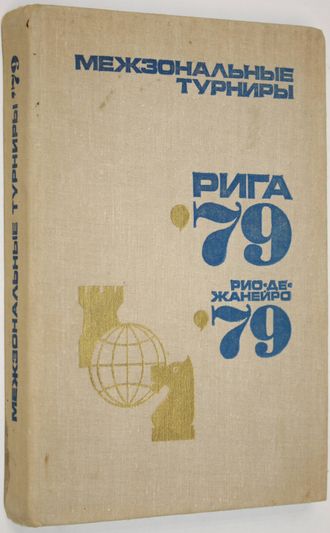 МЕЖЗОНАЛЬНЫЕ
ТУРНИРЫ
РИГА
'79
РИО-ДЕ-
ЖАНЕЙРО
'79
МЕЖЗОНАЛЬНЫЕ ТУРНИРЫ '79